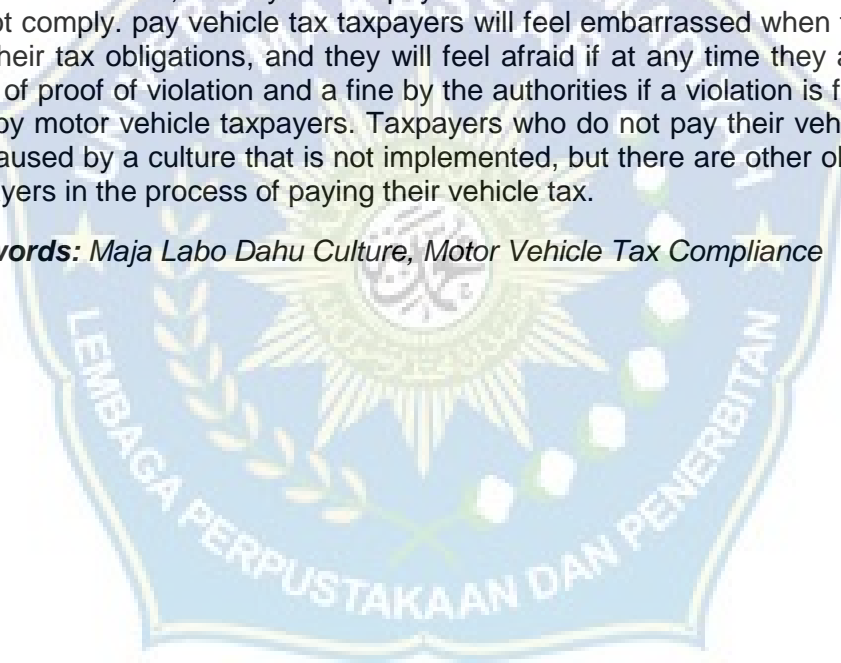 comply. pay vehicle tax taxpayers will feel embarrassed when
their tax obligations, and they will feel afraid if at any time they
of proof of violation and a fine by the authorities if a violation is
by motor vehicle taxpayers. Taxpayers who do not pay their
aused by a culture that is not implemented, but there are other
yers in the process of paying their vehicle tax.
words: Maja Labo Dahu Culture, Motor Vehicle Tax Compliance
LEMBAGA PERPUSTAKAAN DAN PENERBITAN